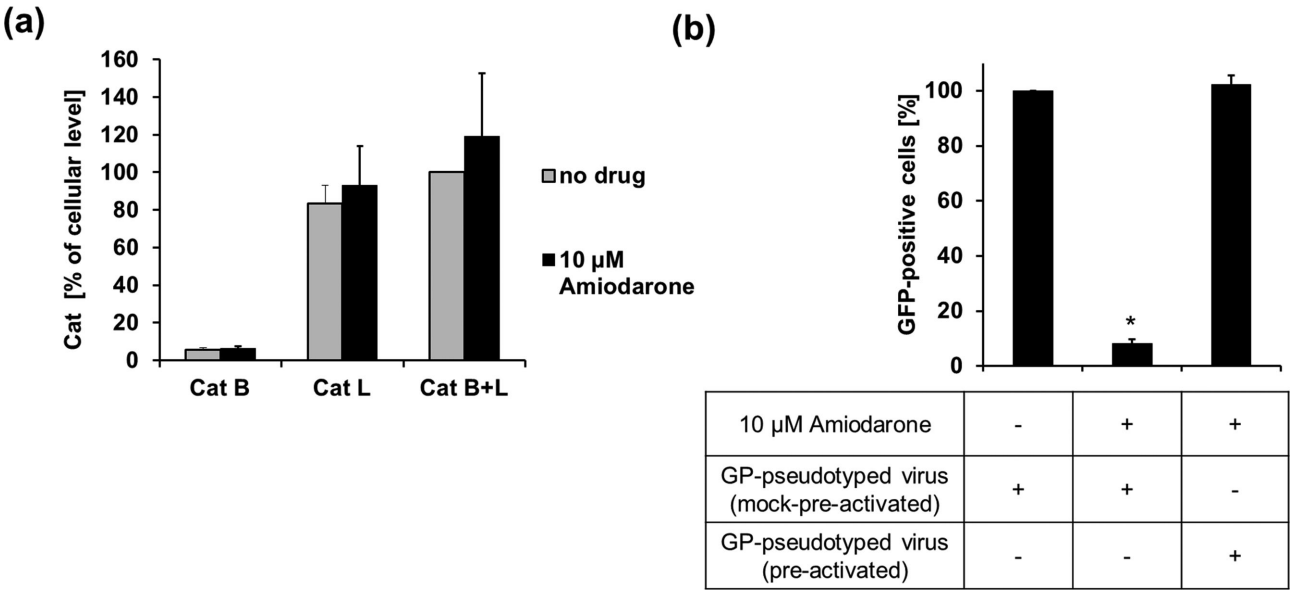 (a)
160
140
120
100
80
60
40
20
0
Cat [% of cellular level]
Cat B
Cat L
Cat B+L
no drug
10 µM
Amiodarone
(b)
100
80
60
40
20
0
GFP-positive cells [%]
*
10 µM Amiodarone - + +
GP-pseudotyped virus
(mock-pre-activated) + + -
GP-pseudotyped virus
(pre-activated) - - +